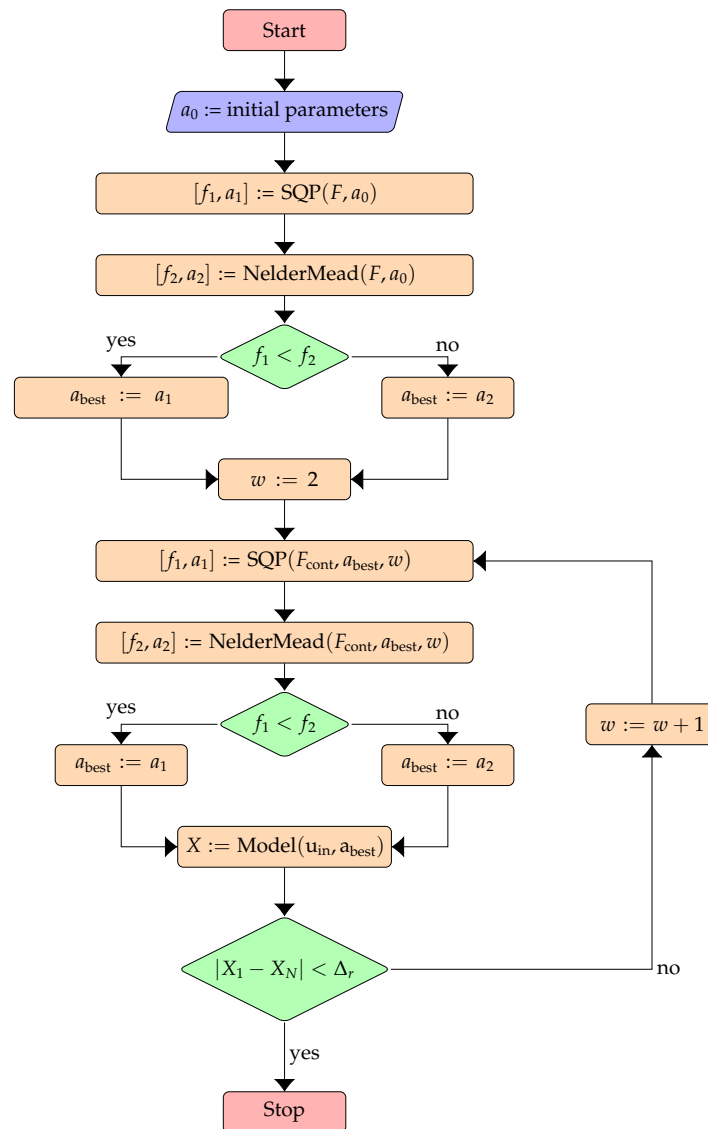 Start
a₀ := initial parameters
[f₁, a₁] := SQP(F, a₀)
[f₂, a₂] := NelderMead(F, a₀)
yes
f₁ < f₂
no
a_best := a₁
a_best := a₂
w := 2
[f₁, a₁] := SQP(F_cont, a_best, w)
[f₂, a₂] := NelderMead(F_cont, a_best, w)
yes
f₁ < f₂
no
w := w + 1
a_best := a₁
a_best := a₂
X := Model(u_in, a_best)
|X₁ − X_N| < Δ_r
no
yes
Stop